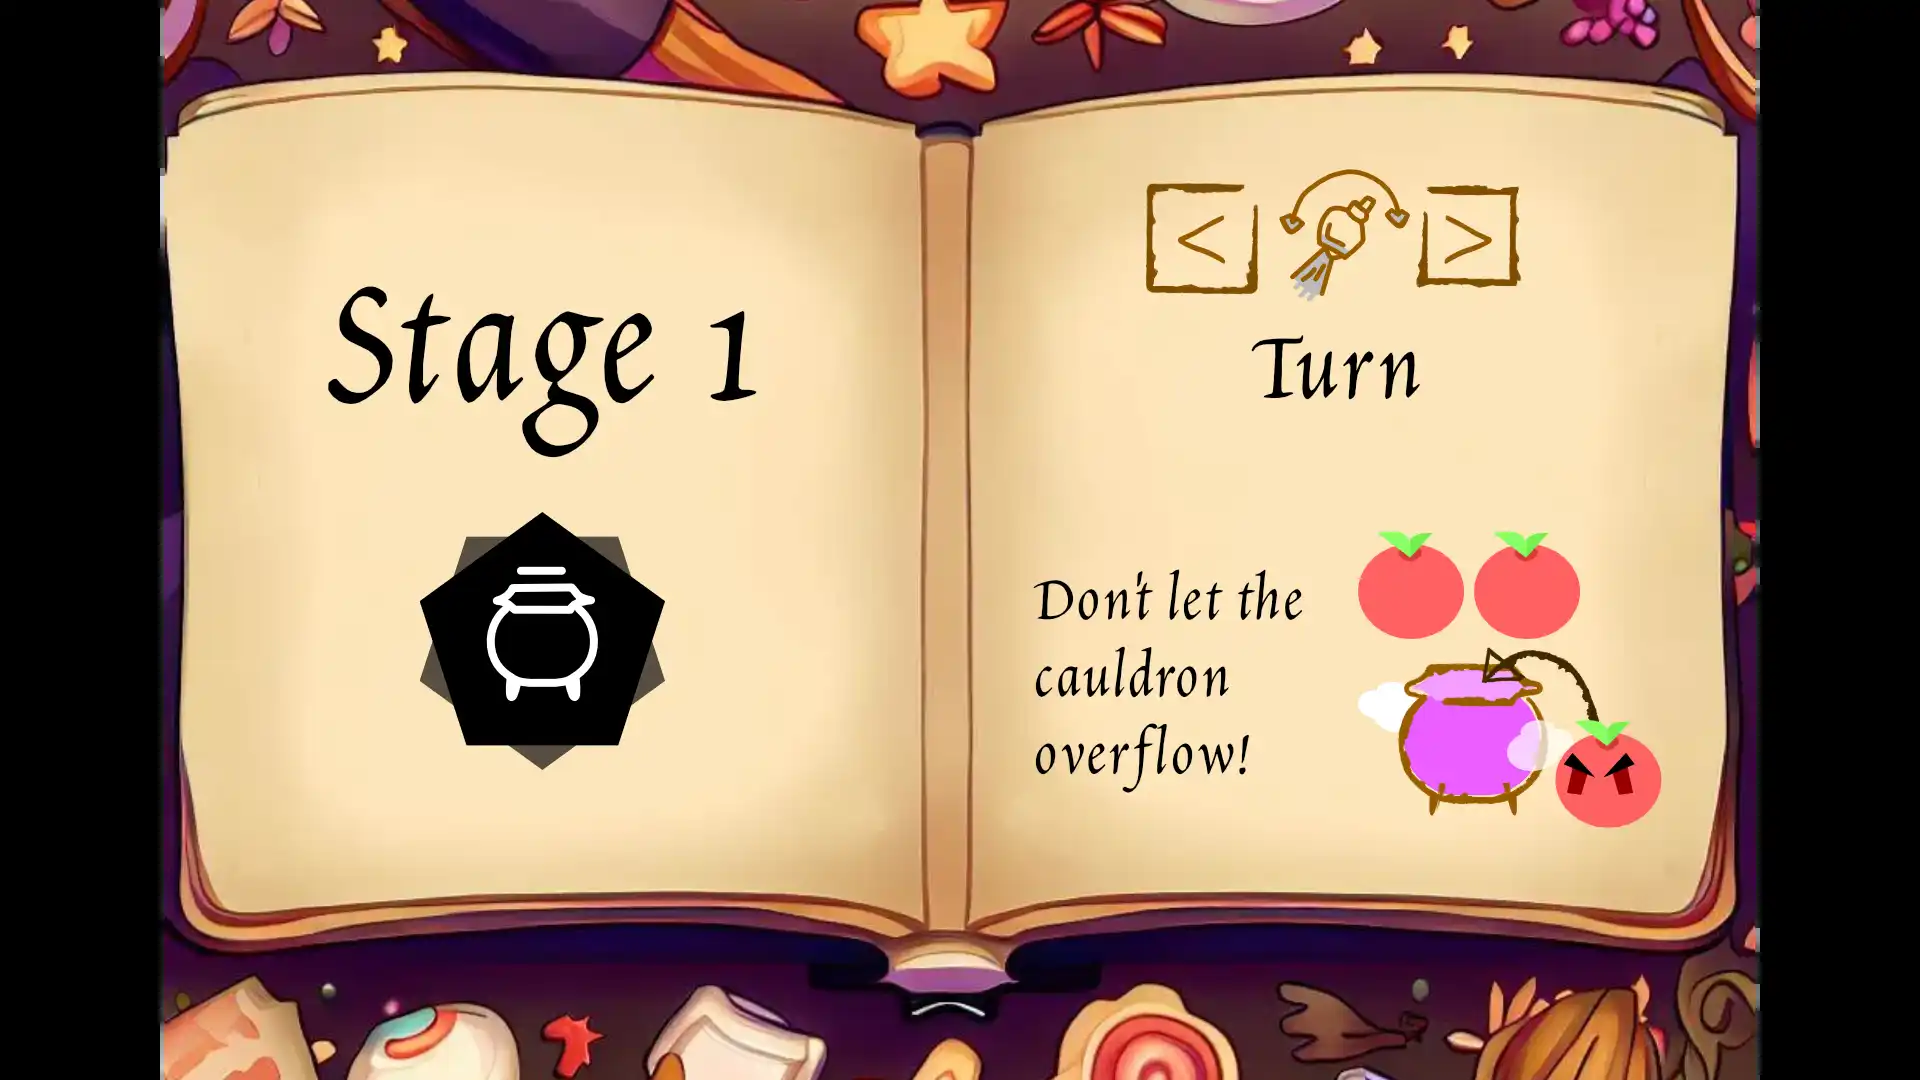 Stage 1
< >
Turn
Don't let the
cauldron
overflow!